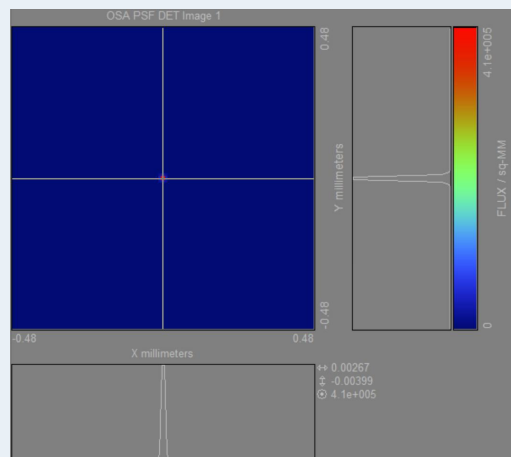 OSA PSF DET Image 1
0.48
Y millimeters
-0.48
4.1e+005
FLUX / sq-MM
0
-0.48
0.48
X millimeters
0.00267
-0.00399
4.1e+005